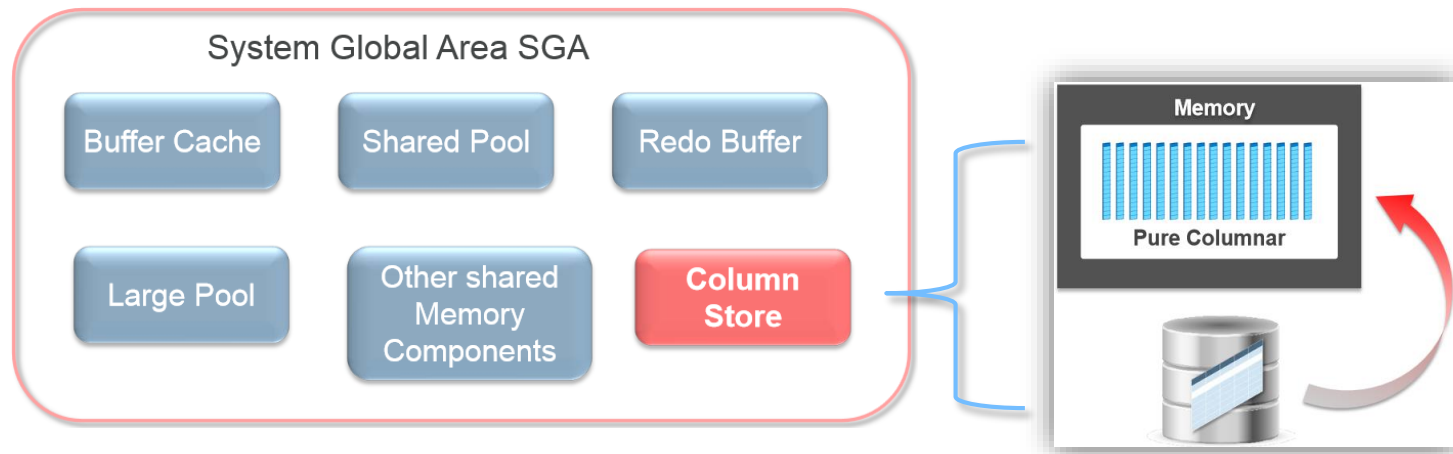 System Global Area SGA
Buffer Cache
Shared Pool
Redo Buffer
Large Pool
Other shared
Memory
Components
Column
Store
Memory
Pure Columnar